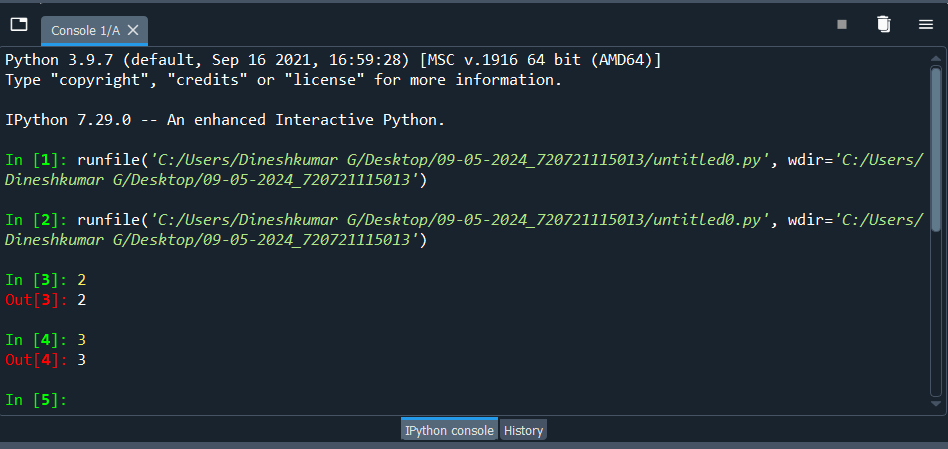 Console 1/A
Python 3.9.7 (default, Sep 16 2021, 16:59:28) [MSC v.1916 64 bit (AMD64)]
Type "copyright", "credits" or "license" for more information.
IPython 7.29.0 -- An enhanced Interactive Python.
In [1]: runfile('C:/Users/Dineshkumar G/Desktop/09-05-2024_720721115013/untitled0.py', wdir='C:/Users/
Dineshkumar G/Desktop/09-05-2024_720721115013')
In [2]: runfile('C:/Users/Dineshkumar G/Desktop/09-05-2024_720721115013/untitled0.py', wdir='C:/Users/
Dineshkumar G/Desktop/09-05-2024_720721115013')
In [3]: 2
Out[3]: 2
In [4]: 3
Out[4]: 3
In [5]:
IPython console History